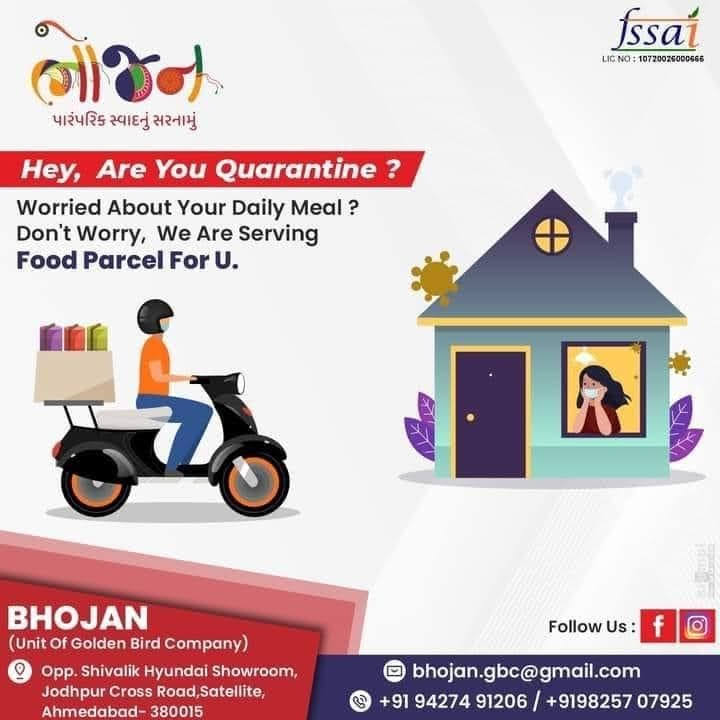 ભોજન
પારંપરિક સ્વાદનું સરનામું
fssai
LIC NO : 10720026000666
Hey, Are You Quarantine ?
Worried About Your Daily Meal ?
Don't Worry, We Are Serving
Food Parcel For U.
BHOJAN
(Unit Of Golden Bird Company)
Opp. Shivalik Hyundai Showroom,
Jodhpur Cross Road,Satellite,
Ahmedabad- 380015
Follow Us :
bhojan.gbc@gmail.com
+91 94274 91206 / +919825 07925